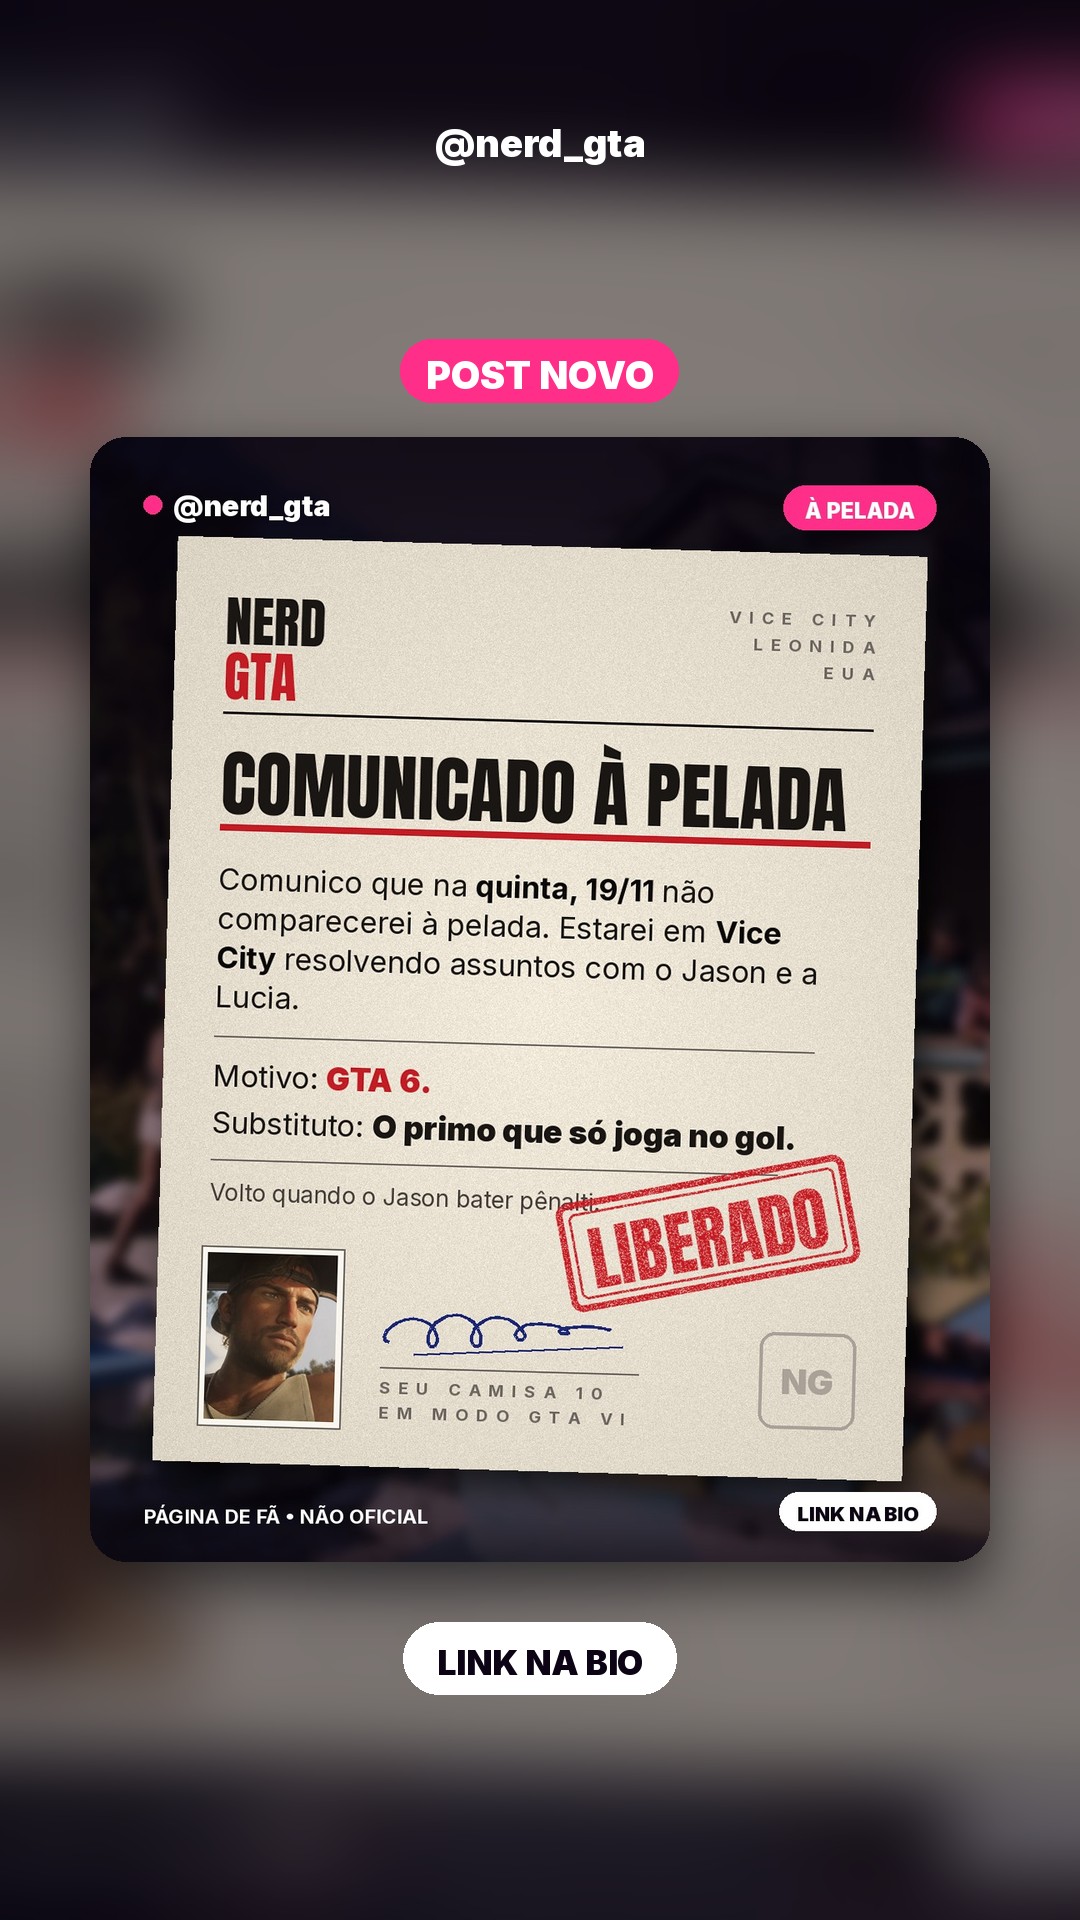 @nerd_gta
POST NOVO
@nerd_gta
À PELADA
NERD
GTA
VICE CITY
LEONIDA
EUA
COMUNICADO À PELADA
Comunico que na quinta, 19/11 não
comparecerei à pelada. Estarei em Vice
City resolvendo assuntos com o Jason e a
Lucia.
Motivo: GTA 6.
Substituto: O primo que só joga no gol.
Volto quando o Jason bater pênalti.
LIBERADO
SEU CAMISA 10
EM MODO GTA VI
NG
PÁGINA DE FÃ • NÃO OFICIAL
LINK NA BIO
LINK NA BIO